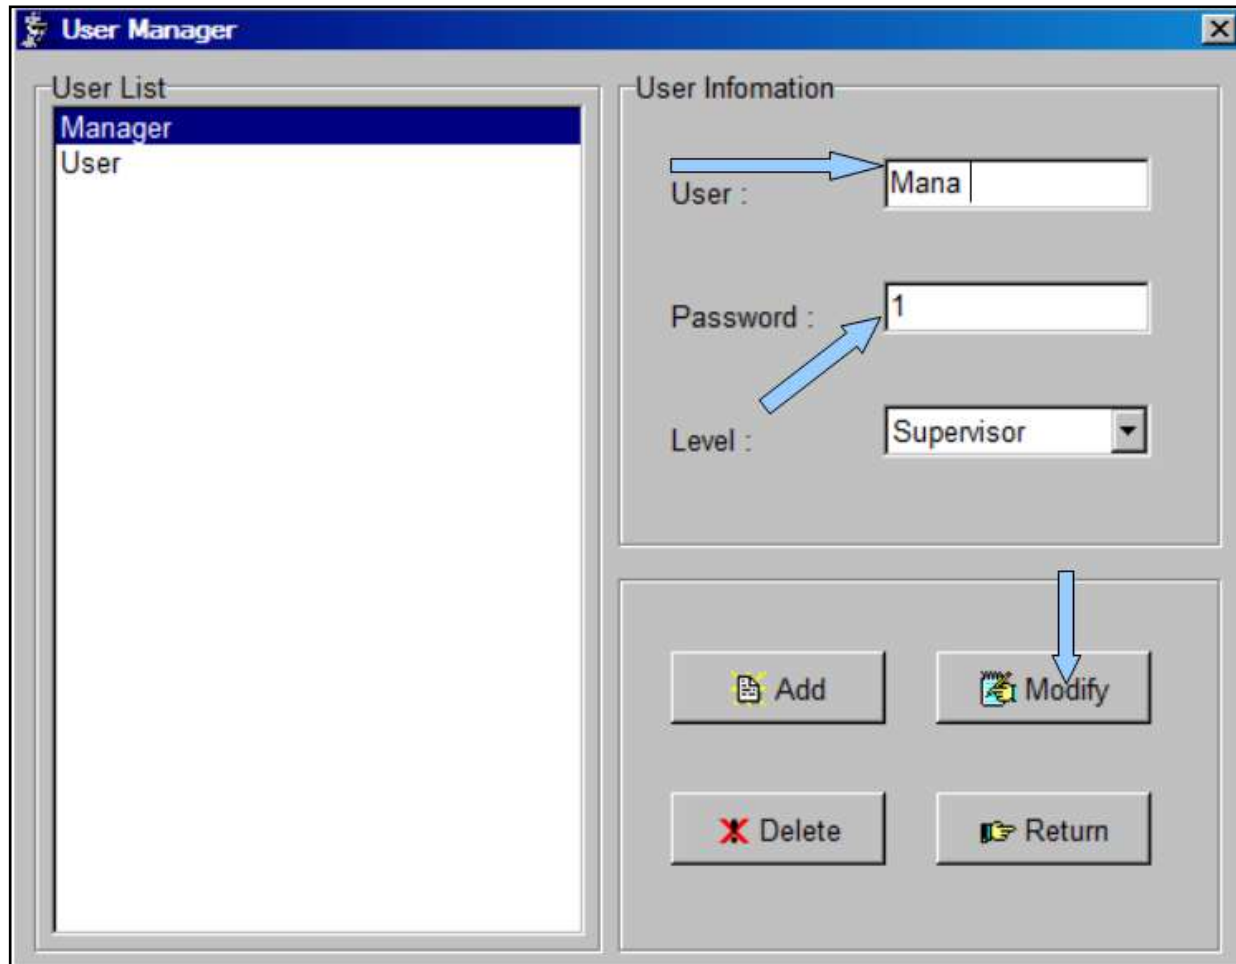 User Manager
User List
Manager
User
User Infomation
User :
Mana
Password :
1
Level :
Supervisor
Add
Modify
Delete
Return